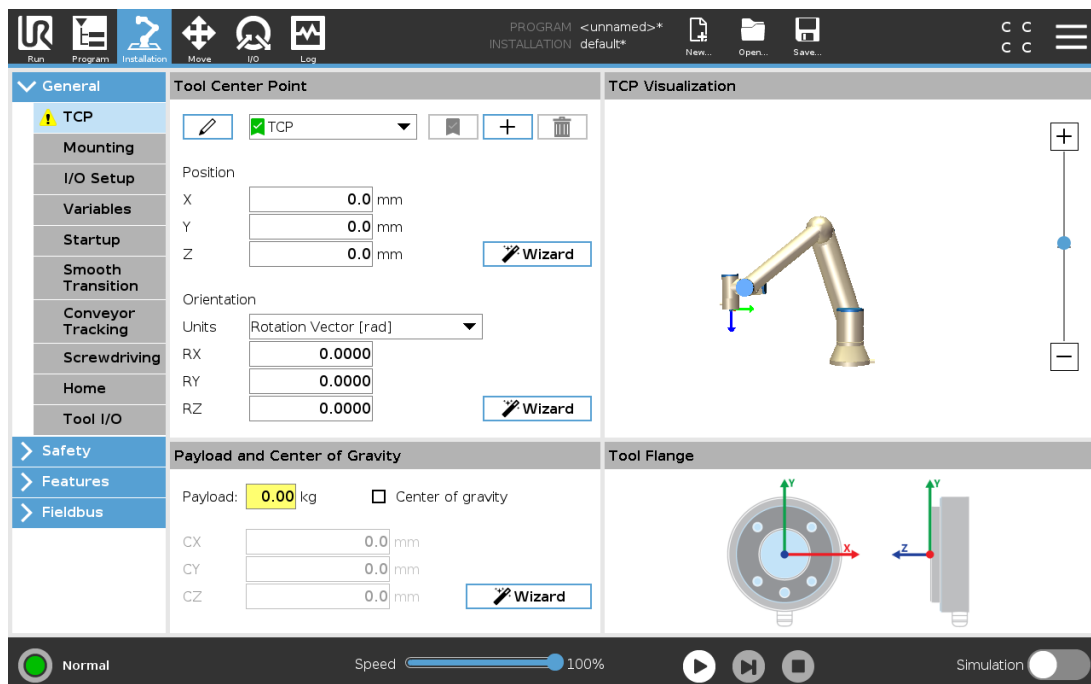 PROGRAM <unnamed>*
INSTALLATION default*
UR
Run
Program
Installation
Move
I/O
Log
New...
Open...
Save...
C C
C C
General
TCP
Mounting
I/O Setup
Variables
Startup
Smooth
Transition
Conveyor
Tracking
Screwdriving
Home
Tool I/O
Safety
Features
Fieldbus
Tool Center Point
TCP
Position
X 0.0 mm
Y 0.0 mm
Z 0.0 mm
Wizard
Orientation
Units Rotation Vector [rad]
RX 0.0000
RY 0.0000
RZ 0.0000
Wizard
Payload and Center of Gravity
Payload: 0.00 kg Center of gravity
CX 0.0 mm
CY 0.0 mm
CZ 0.0 mm
Wizard
TCP Visualization
Tool Flange
Y
X
Y
Z
Normal
Speed 100%
Simulation